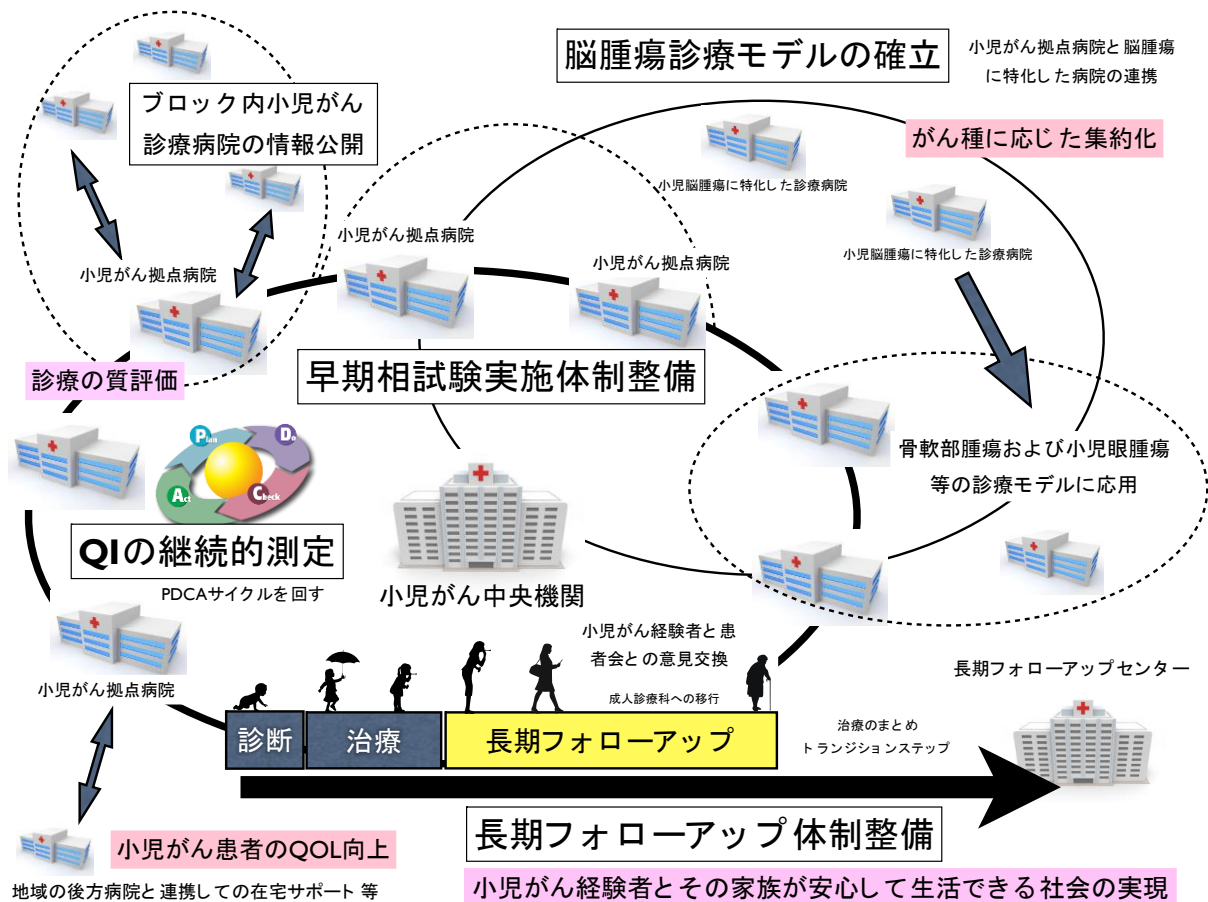 脳腫瘍診療モデルの確立
小児がん拠点病院と脳腫瘍
に特化した病院の連携
ブロック内小児がん
診療病院の情報公開
がん種に応じた集約化
小児脳腫瘍に特化した診療病院
小児がん拠点病院
小児脳腫瘍に特化した診療病院
小児がん拠点病院
小児がん拠点病院
診療の質評価
早期相試験実施体制整備
Plan
Do
Act
Check
骨軟部腫瘍および小児眼腫瘍
等の診療モデルに応用
QIの継続的測定
PDCAサイクルを回す
小児がん中央機関
小児がん経験者と患
者会との意見交換
小児がん拠点病院
成人診療科への移行
長期フォローアップセンター
診断
治療
長期フォローアップ
治療のまとめ
トランジションステップ
長期フォローアップ体制整備
小児がん患者のQOL向上
地域の後方病院と連携しての在宅サポート等
小児がん経験者とその家族が安心して生活できる社会の実現